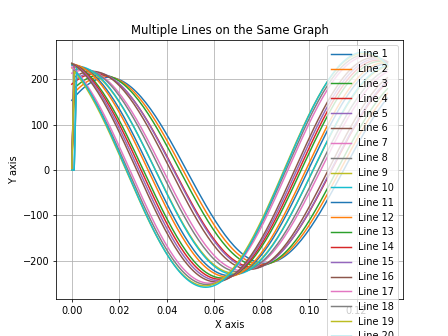 Multiple Lines on the Same Graph
Y axis
200
100
0
−100
−200
0.00
0.02
0.04
0.06
0.08
0.10
X axis
Line 1
Line 2
Line 3
Line 4
Line 5
Line 6
Line 7
Line 8
Line 9
Line 10
Line 11
Line 12
Line 13
Line 14
Line 15
Line 16
Line 17
Line 18
Line 19
Line 20